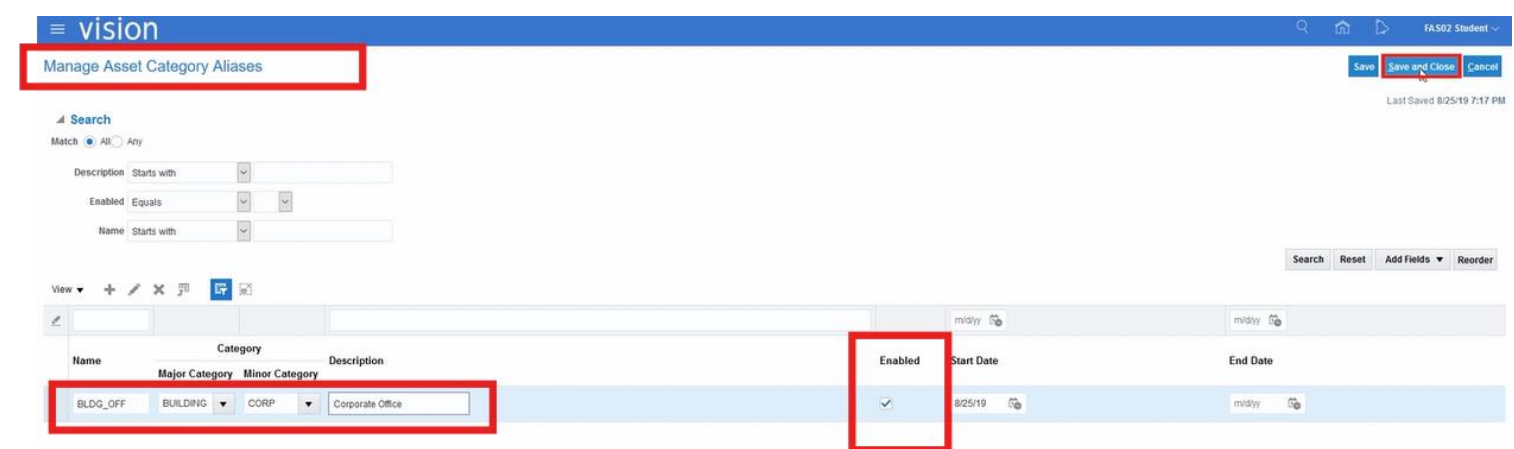 vision FAS02 Student
Manage Asset Category Aliases Save Save and Close Cancel
Last Saved 8/25/19 7:17 PM
Search
Match All Any
Description Starts with
Enabled Equals
Name Starts with
Search Reset Add Fields Reorder
View
m/d/yy m/d/yy
Name Category Description Enabled Start Date End Date
Major Category Minor Category
BLDG_OFF BUILDING CORP Corporate Office 8/25/19 m/d/yy